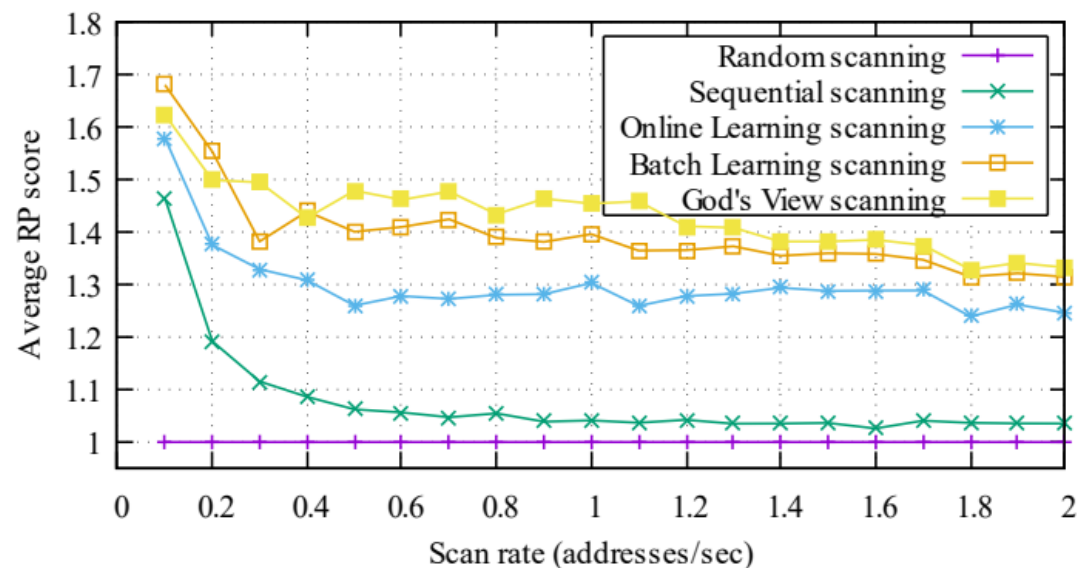 1.8
1.7
1.6
1.5
1.4
1.3
1.2
1.1
1
Average RP score
Random scanning
Sequential scanning
Online Learning scanning
Batch Learning scanning
God's View scanning
0 0.2 0.4 0.6 0.8 1 1.2 1.4 1.6 1.8 2
Scan rate (addresses/sec)